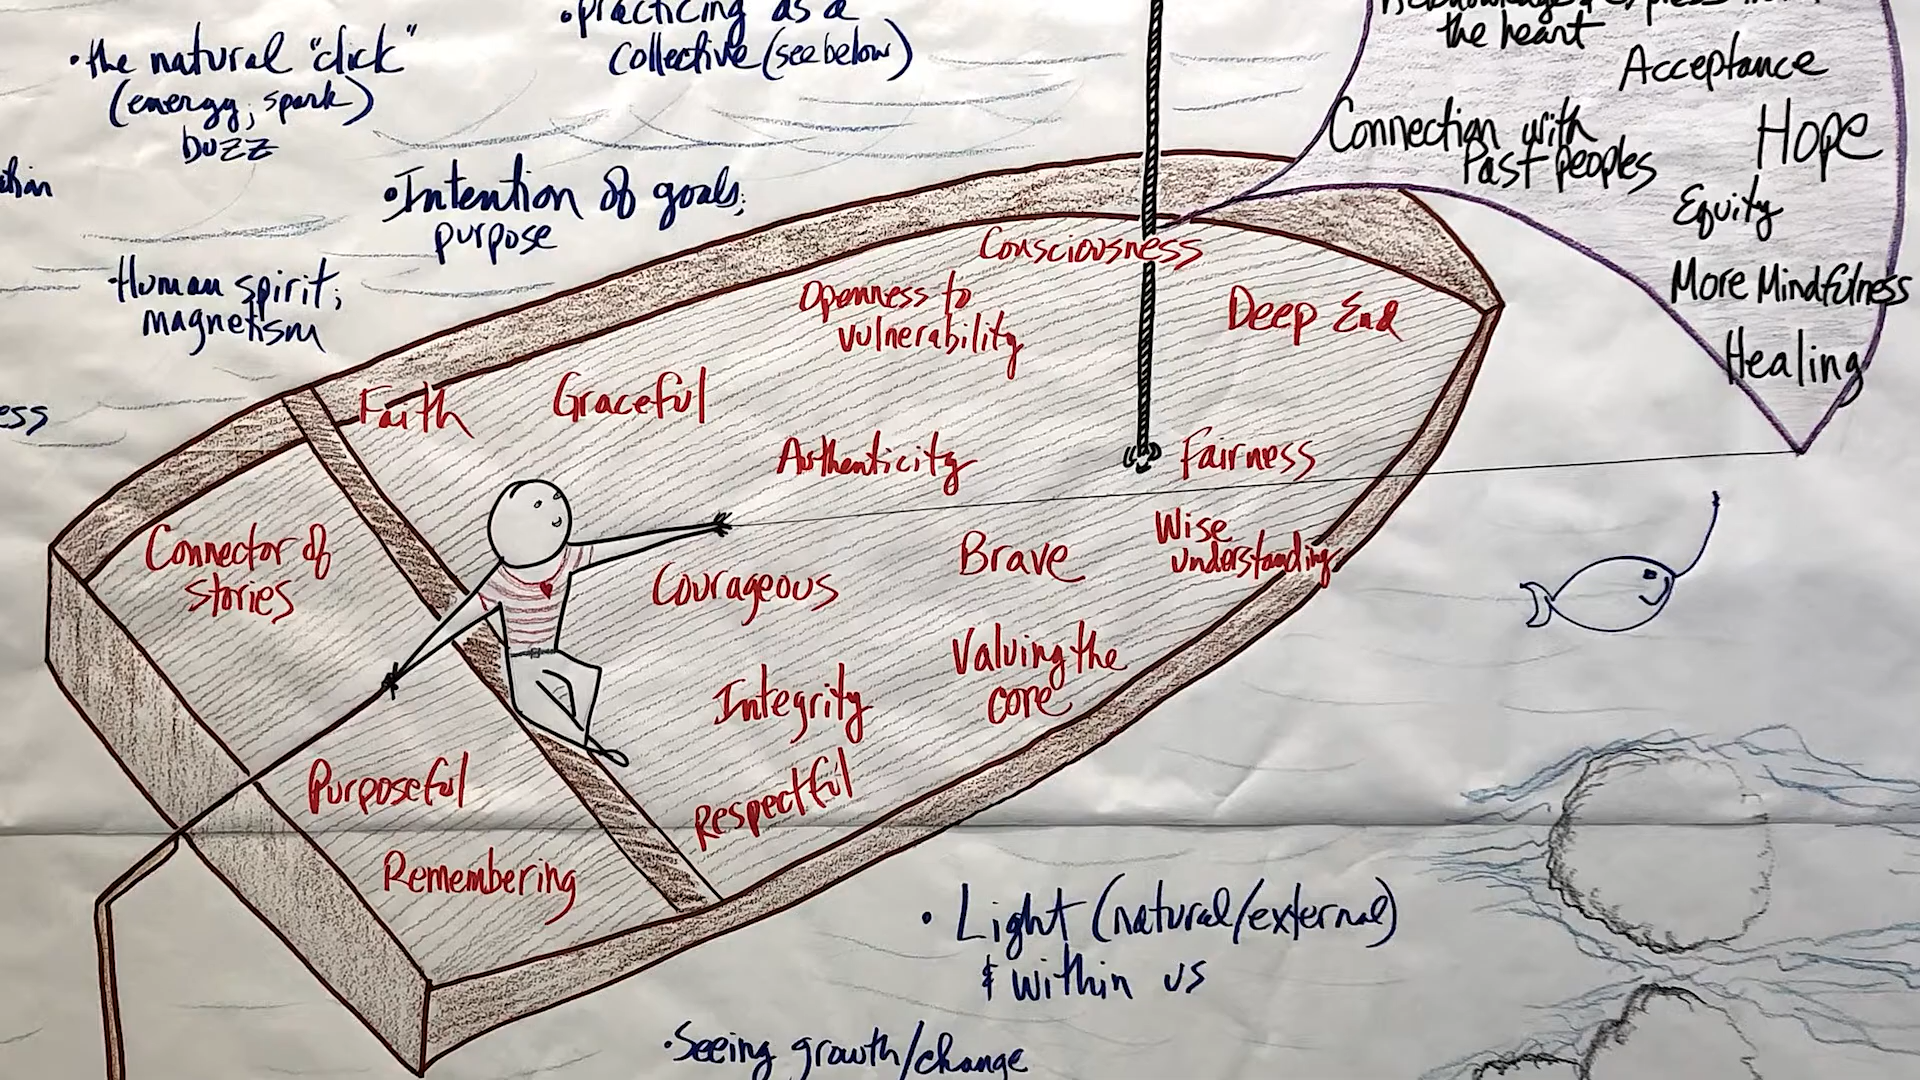 • practicing as a
collective (see below)
• the natural "click"
(energy, spark)
buzz
• Intention of goals;
purpose
• Human spirit;
magnetism
the heart
Acceptance
Connection with
Past peoples
Hope
Equity
More Mindfulness
Healing
Consciousness
Openness to
vulnerability
Deep End
Faith
Graceful
Authenticity
Fairness
Connector of
stories
Courageous
Brave
Wise
understanding
Valuing the
core
Integrity
Respectful
Purposeful
Remembering
• Light (natural/external)
& within us
• Seeing growth/change